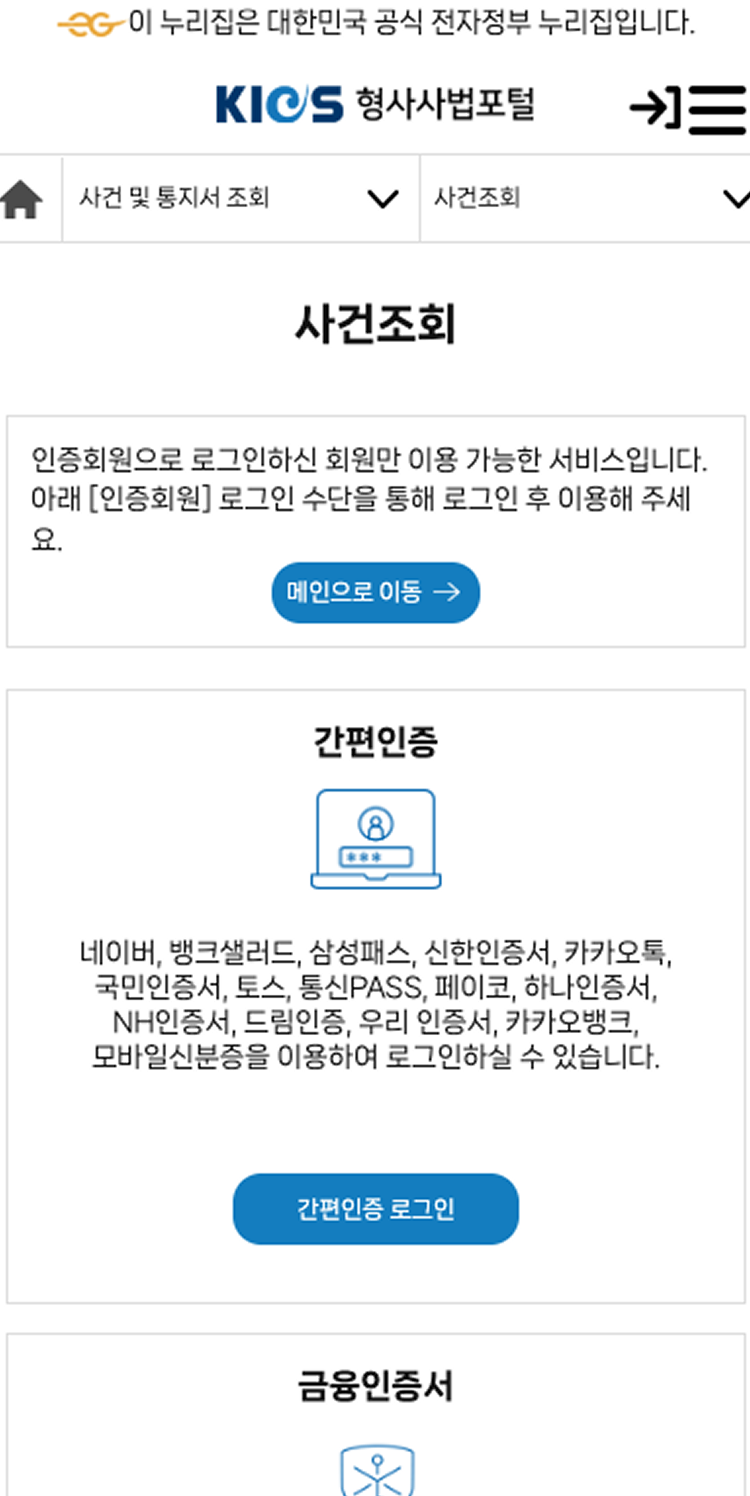 이 누리집은 대한민국 공식 전자정부 누리집입니다.
KICS 형사사법포털
사건 및 통지서 조회
사건조회
사건조회
인증회원으로 로그인하신 회원만 이용 가능한 서비스입니다.
아래 [인증회원] 로그인 수단을 통해 로그인 후 이용해 주세
요.
메인으로 이동
간편인증
***
네이버, 뱅크샐러드, 삼성패스, 신한인증서, 카카오톡,
국민인증서, 토스, 통신PASS, 페이코, 하나인증서,
NH인증서, 드림인증, 우리 인증서, 카카오뱅크,
모바일신분증을 이용하여 로그인하실 수 있습니다.
간편인증 로그인
금융인증서